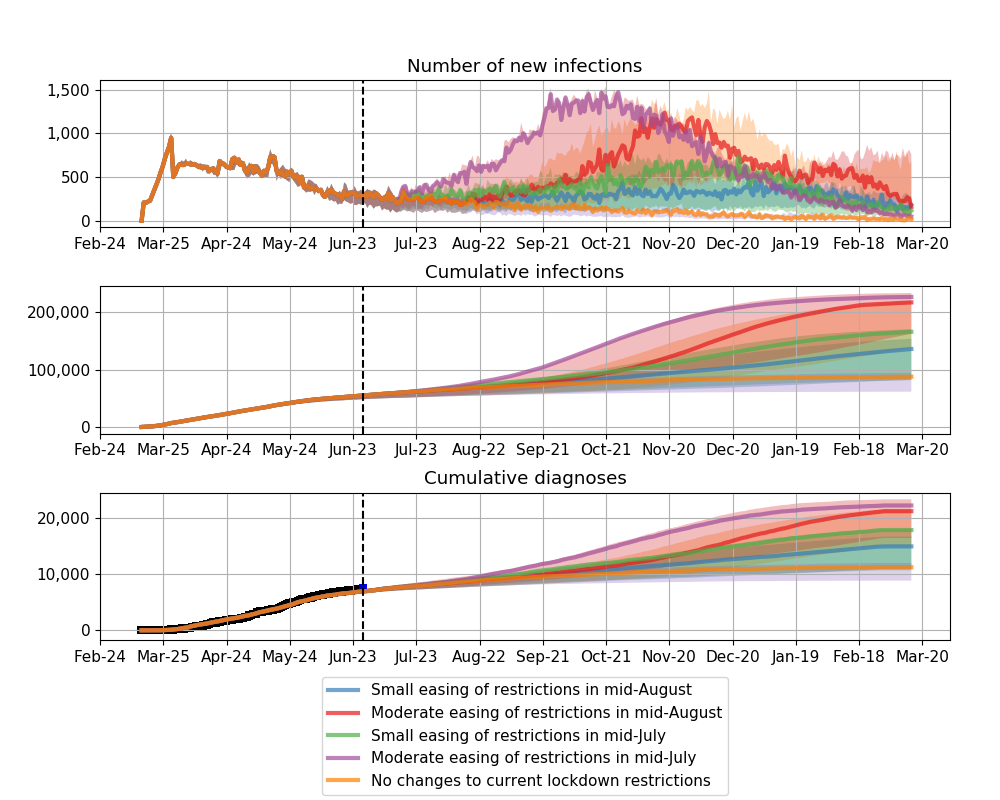 Number of new infections
1,500
1,000
500
0
Feb-24 Mar-25 Apr-24 May-24 Jun-23 Jul-23 Aug-22 Sep-21 Oct-21 Nov-20 Dec-20 Jan-19 Feb-18 Mar-20
Cumulative infections
200,000
100,000
0
Feb-24 Mar-25 Apr-24 May-24 Jun-23 Jul-23 Aug-22 Sep-21 Oct-21 Nov-20 Dec-20 Jan-19 Feb-18 Mar-20
Cumulative diagnoses
20,000
10,000
0
Feb-24 Mar-25 Apr-24 May-24 Jun-23 Jul-23 Aug-22 Sep-21 Oct-21 Nov-20 Dec-20 Jan-19 Feb-18 Mar-20
Small easing of restrictions in mid-August
Moderate easing of restrictions in mid-August
Small easing of restrictions in mid-July
Moderate easing of restrictions in mid-July
No changes to current lockdown restrictions